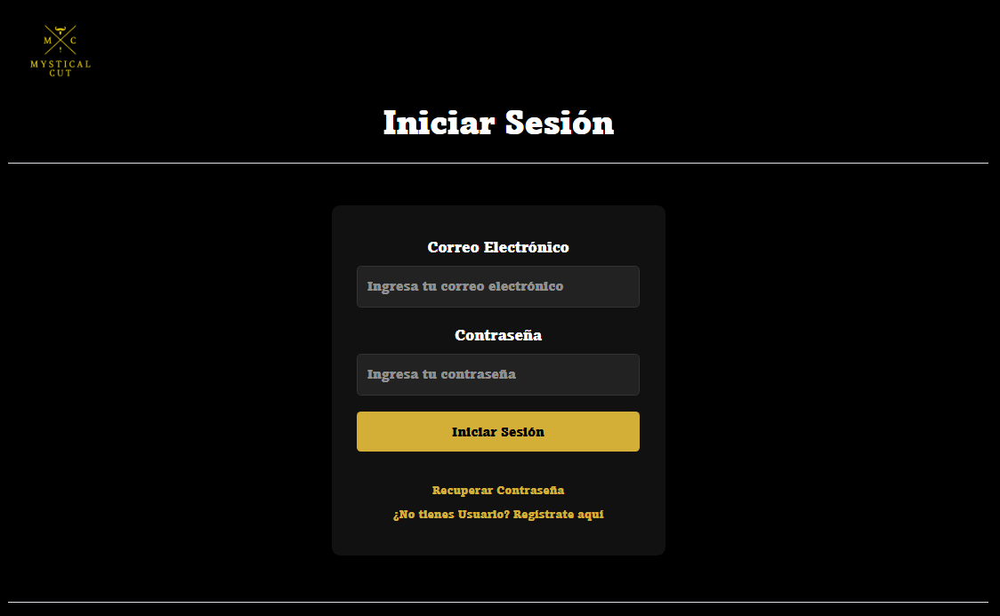 M C
MYSTICAL
CUT
Iniciar Sesión
Correo Electrónico
Ingresa tu correo electrónico
Contraseña
Ingresa tu contraseña
Iniciar Sesión
Recuperar Contraseña
¿No tienes Usuario? Regístrate aquí